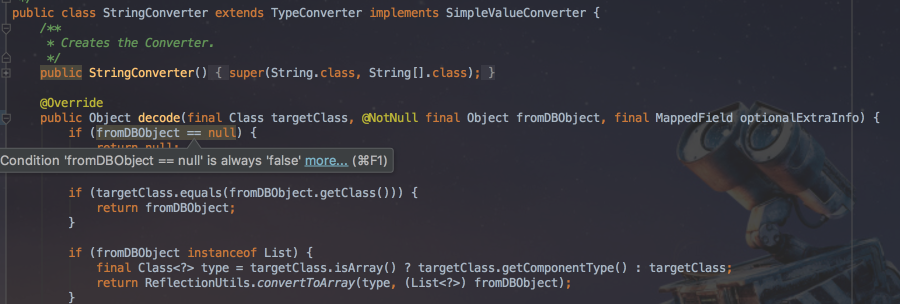 public class StringConverter extends TypeConverter implements SimpleValueConverter {
/**
* Creates the Converter.
*/
public StringConverter() { super(String.class, String[].class); }
@Override
public Object decode(final Class targetClass, @NotNull final Object fromDBObject, final MappedField optionalExtraInfo) {
if (fromDBObject == null) {
return null;
Condition 'fromDBObject == null' is always 'false' more... (⌘F1)
if (targetClass.equals(fromDBObject.getClass())) {
return fromDBObject;
}
if (fromDBObject instanceof List) {
final Class<?> type = targetClass.isArray() ? targetClass.getComponentType() : targetClass;
return ReflectionUtils.convertToArray(type, (List<?>) fromDBObject);
}